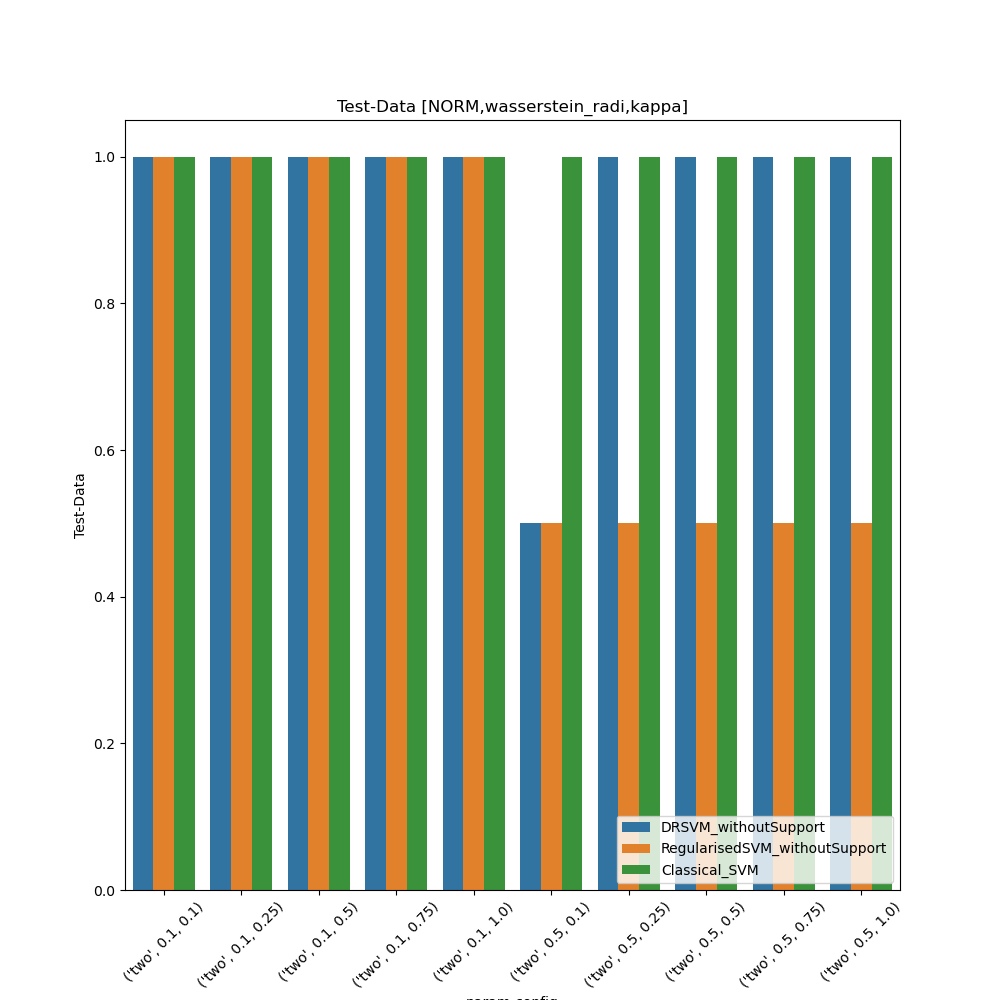 Test-Data [NORM,wasserstein_radi,kappa]
Test-Data
1.0
0.8
0.6
0.4
0.2
0.0
DRSVM_withoutSupport
RegularisedSVM_withoutSupport
Classical_SVM
('two', 0.1, 0.1)
('two', 0.1, 0.25)
('two', 0.1, 0.5)
('two', 0.1, 0.75)
('two', 0.1, 1.0)
('two', 0.5, 0.1)
('two', 0.5, 0.25)
('two', 0.5, 0.5)
('two', 0.5, 0.75)
('two', 0.5, 1.0)